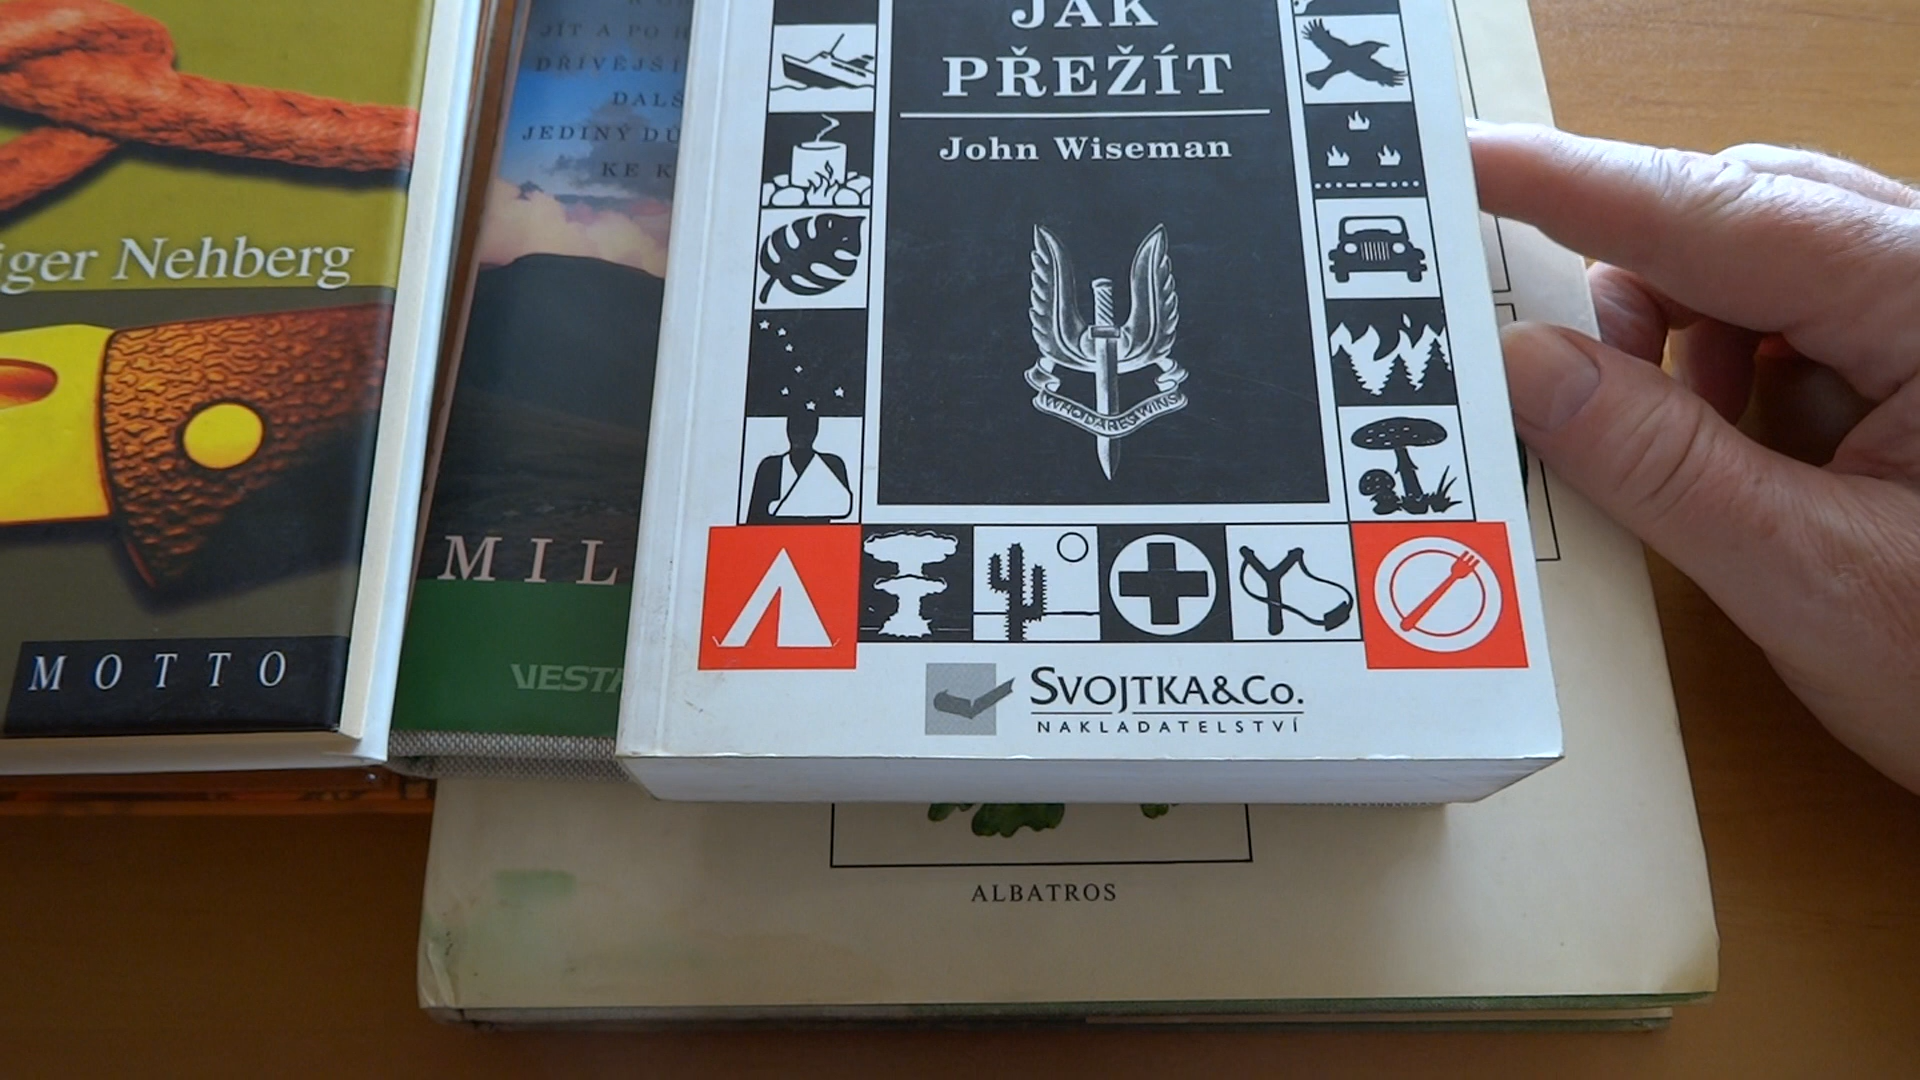 JAK
PŘEŽÍT
John Wiseman
WHO DARES WINS
SVOJTKA&CO.
NAKLADATELSTVÍ
iger Nehberg
MOTTO
JÍT A PO
DŘÍVĚJŠÍ
DALŠ
JEDINÝ DŮ
KE K
MIL
VESTA
ALBATROS